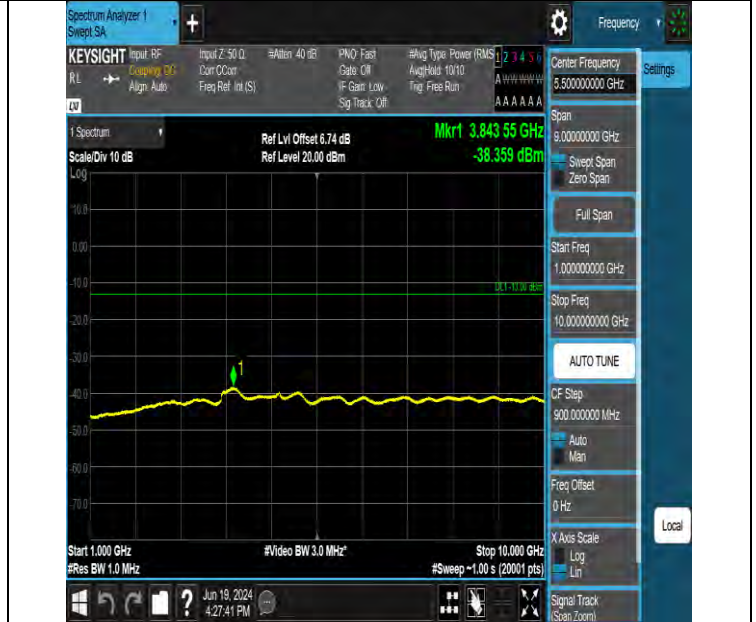 Spectrum Analyzer 1
Swept SA
Frequency
KEYSIGHT
Input: RF
Coupling: DC
Align: Auto
Input Z: 50 Ω
Corr CCorr
Freq Ref: Int (S)
#Atten: 40 dB
PNO: Fast
Gate: Off
IF Gain: Low
Sig Track: Off
#Avg Type: Power (RMS
Avg|Hold: 10/10
Trig: Free Run
1 2 3 4 5 6
A W W W W W
A A A A A A
R L
LXI
1 Spectrum
Scale/Div 10 dB
Log
Ref Lvl Offset 6.74 dB
Ref Level 20.00 dBm
Mkr1 3.843 55 GHz
-38.359 dBm
10.0
0.00
-10.0
-20.0
-30.0
-40.0
-50.0
-60.0
-70.0
1
Start 1.000 GHz
#Res BW 1.0 MHz
#Video BW 3.0 MHz*
Stop 10.000 GHz
#Sweep ~1.00 s (20001 pts)
Center Frequency
5.500000000 GHz
Settings
Span
9.00000000 GHz
Swept Span
Zero Span
Full Span
Start Freq
1.000000000 GHz
Stop Freq
10.000000000 GHz
AUTO TUNE
CF Step
900.000000 MHz
Auto
Man
Freq Offset
0 Hz
X Axis Scale
Log
Lin
Local
Signal Track
(Span Zoom)
Jun 19, 2024
4:27:41 PM